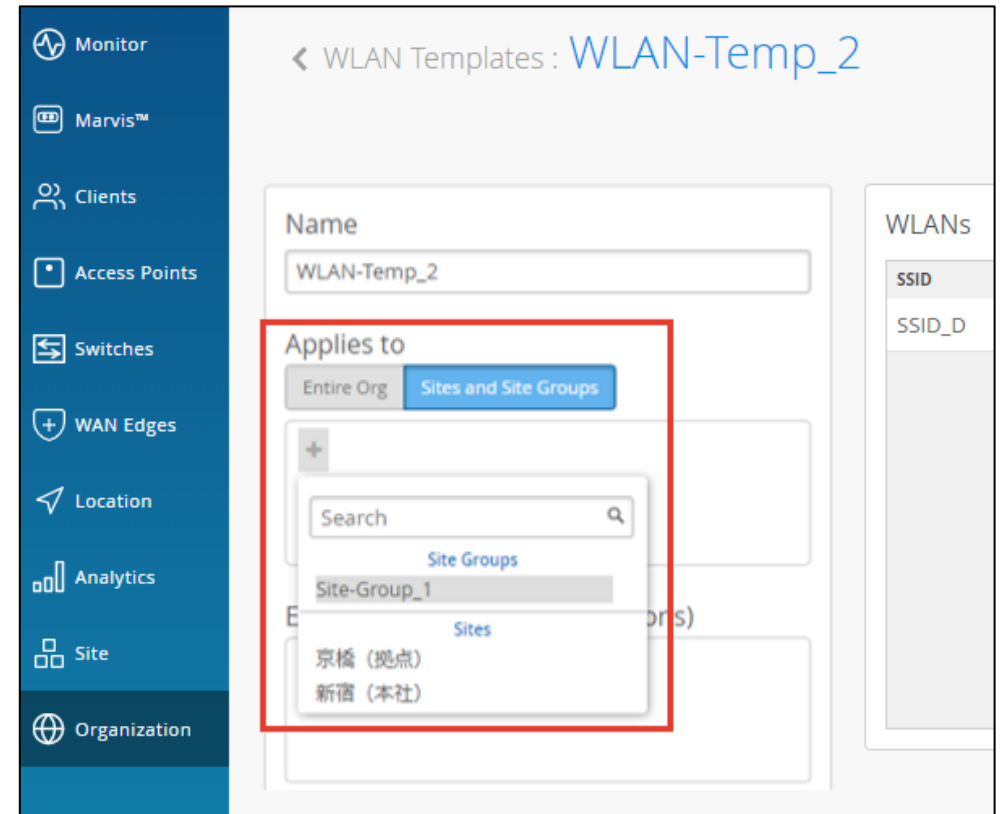 Monitor
Marvis™
Clients
Access Points
Switches
WAN Edges
Location
Analytics
Site
Organization
WLAN Templates : WLAN-Temp_2
Name
WLAN-Temp_2
Applies to
Entire Org
Sites and Site Groups
+
Search
Site Groups
Site-Group_1
Sites
京橋（拠点）
新宿（本社）
WLANs
SSID
SSID_D